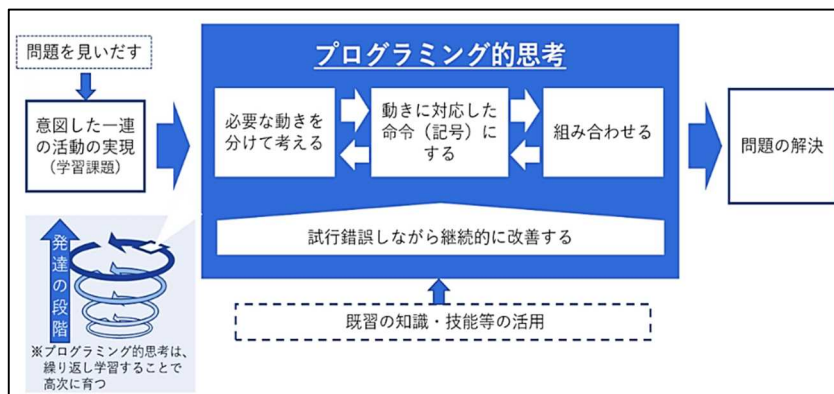 問題を見いだす
意図した一連
の活動の実現
(学習課題)
プログラミング的思考
必要な動きを
分けて考える
動きに対応した
命令（記号）に
する
組み合わせる
試行錯誤しながら継続的に改善する
問題の解決
既習の知識・技能等の活用
発達の段階
※プログラミング的思考は、
繰り返し学習することで
高次に育つ